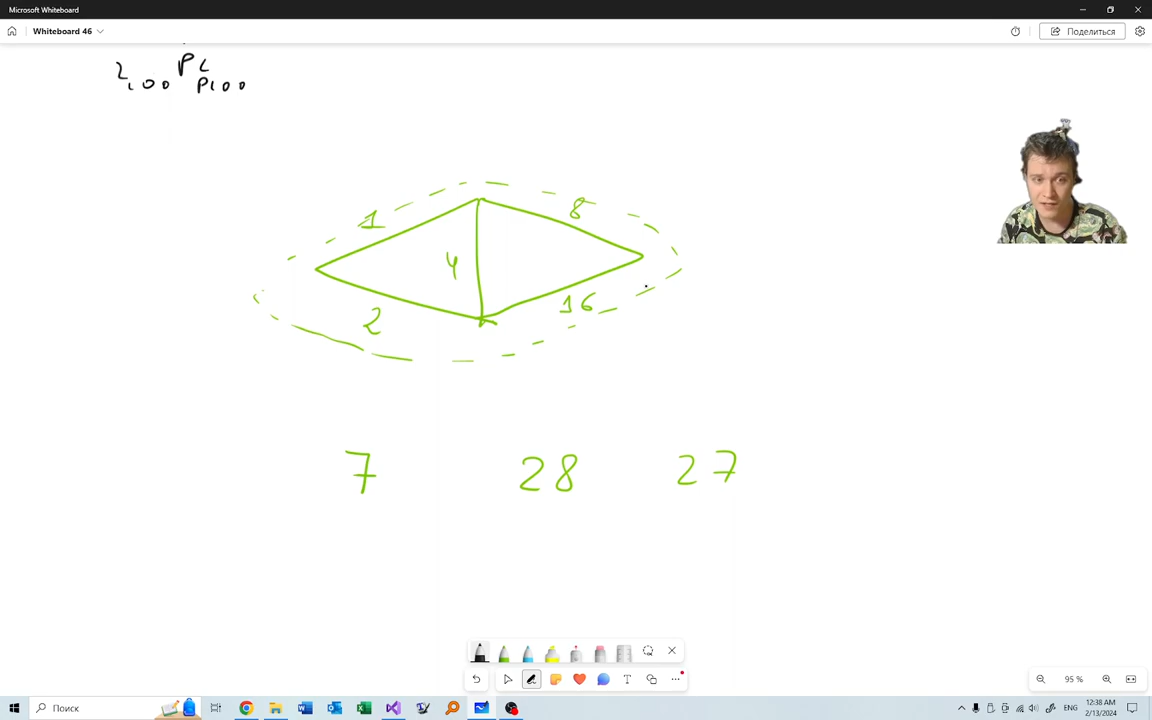 Microsoft Whiteboard
Whiteboard 46
Поделиться
1
8
4
2
16
7 28 27
95 %
Поиск
ENG
12:38 AM
2/13/2024